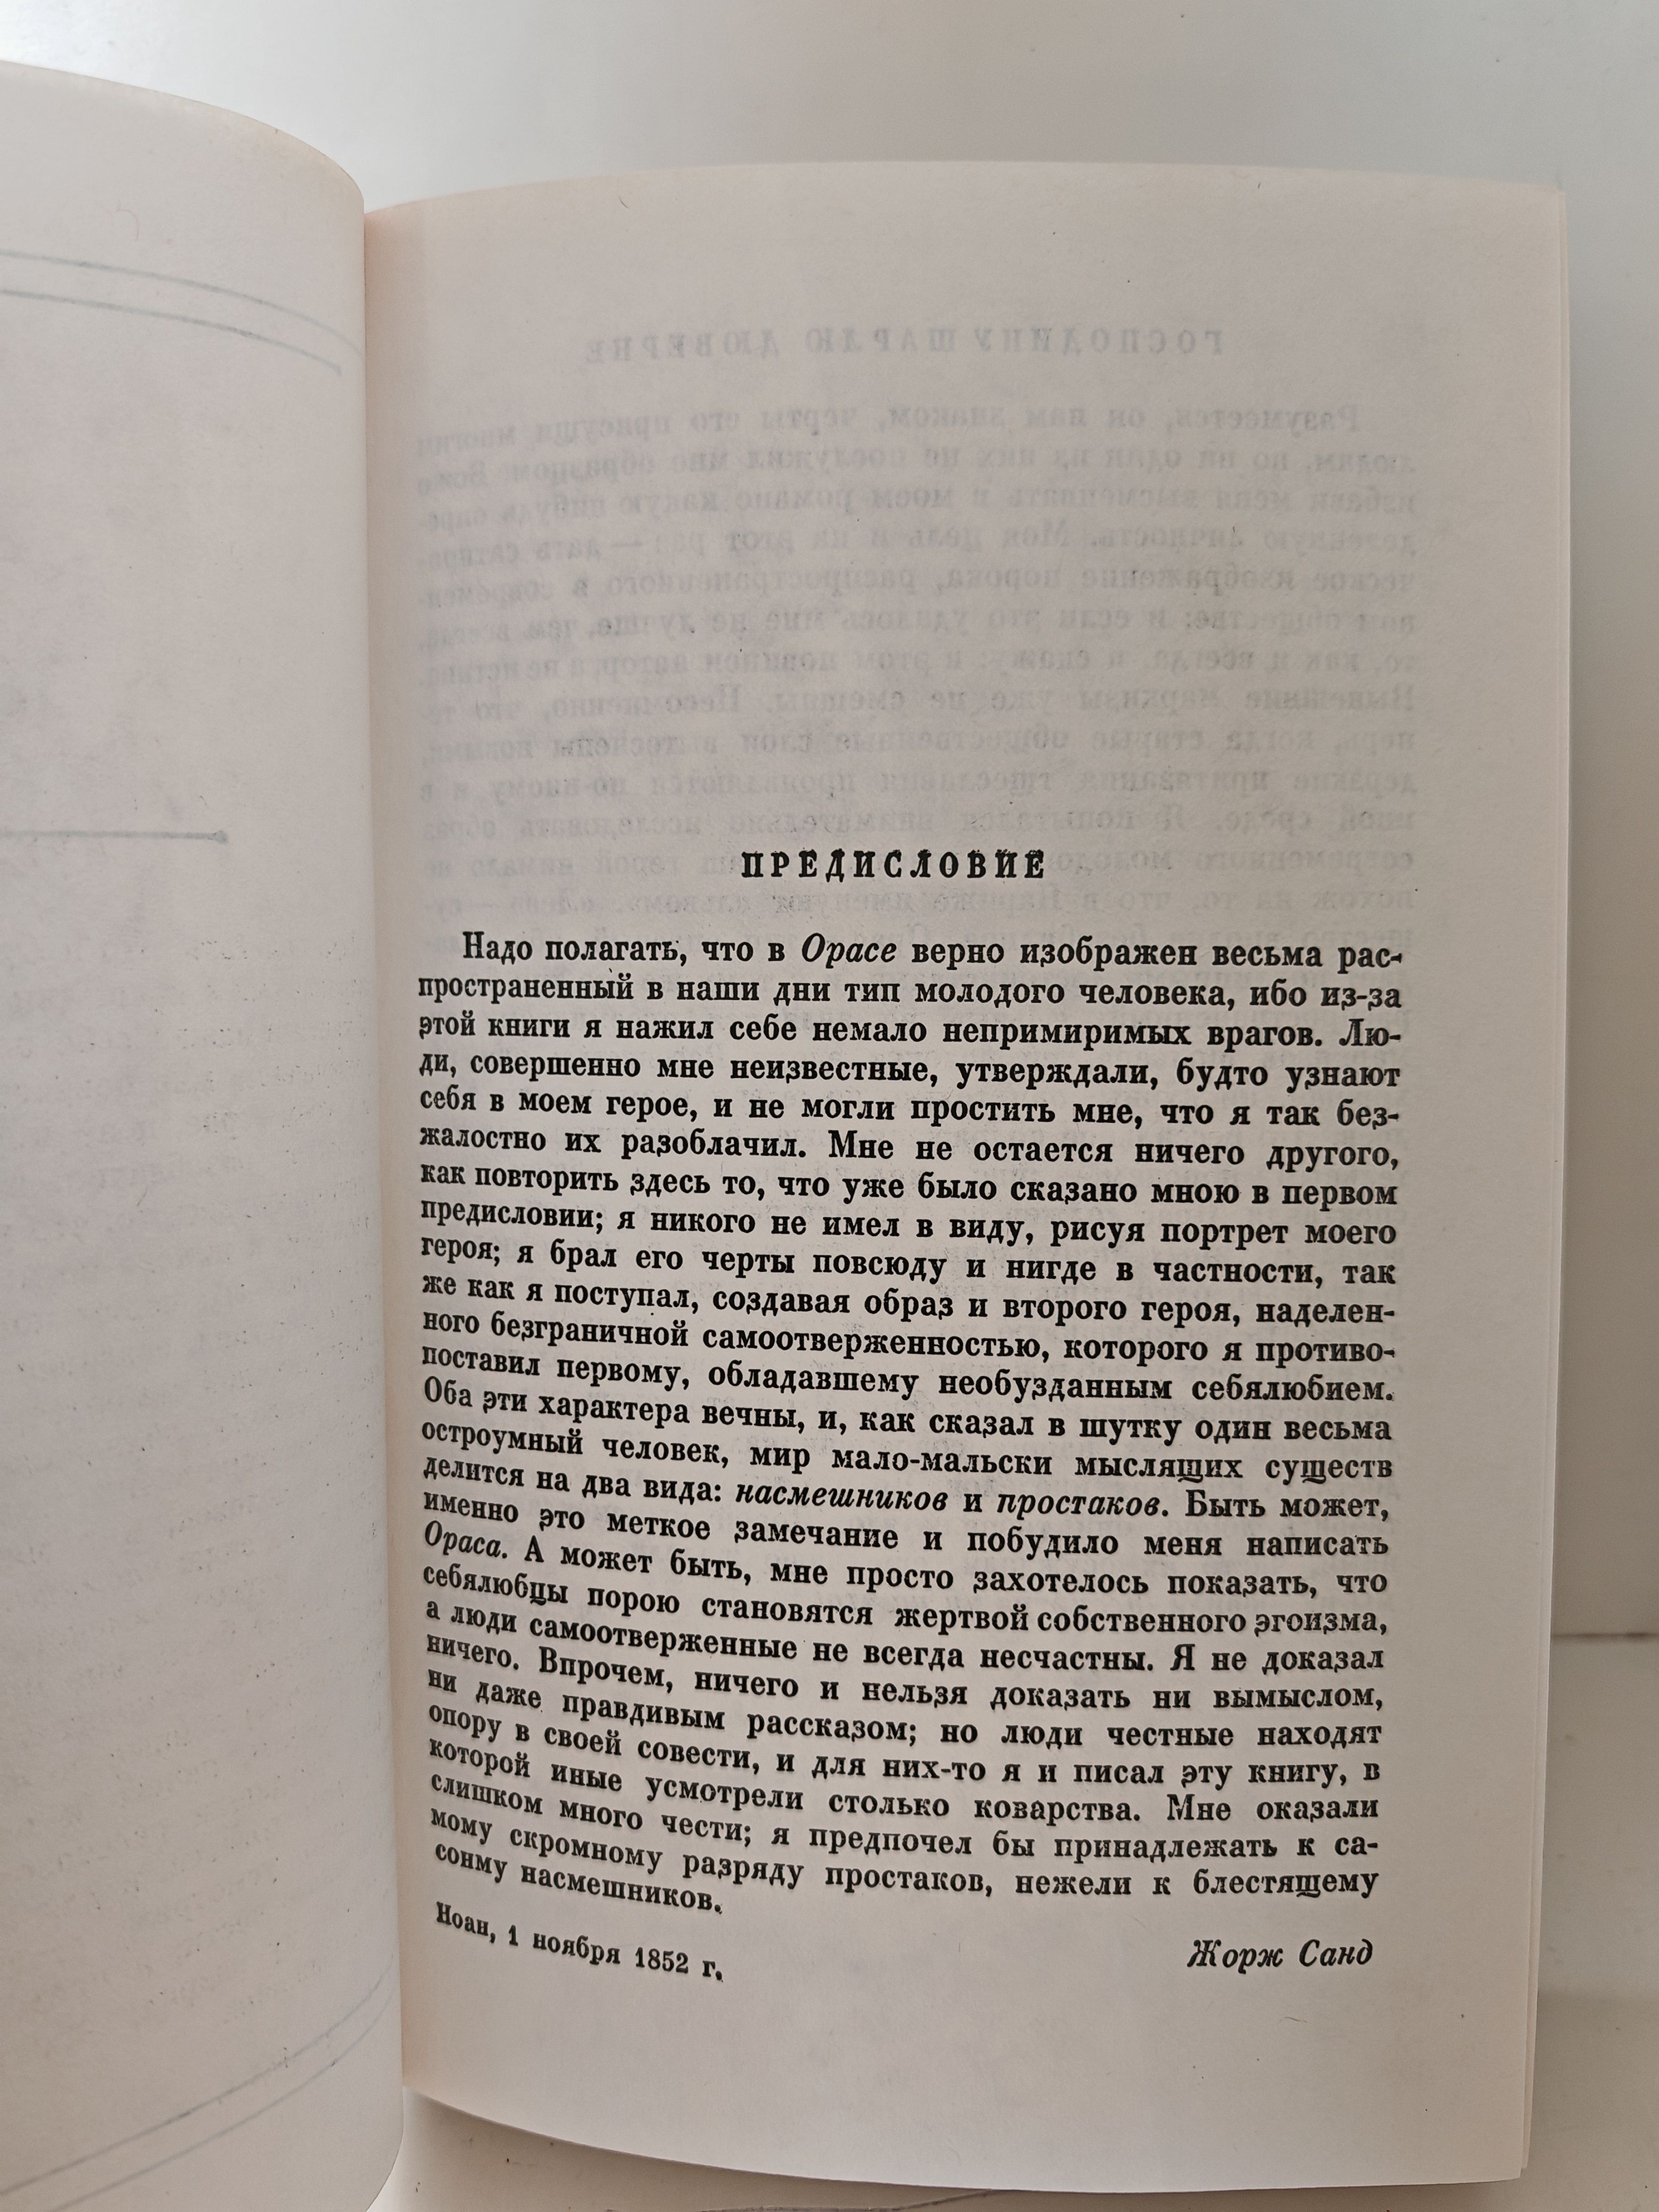 ПРЕДИСЛОВИЕ
Надо полагать, что в Орасе верно изображен весьма рас-
пространенный в наши дни тип молодого человека, ибо из-за
этой книги я нажил себе немало непримиримых врагов. Лю-
ди, совершенно мне неизвестные, утверждали, будто узнают
себя в моем герое, и не могли простить мне, что я так без-
жалостно их разоблачил. Мне не остается ничего другого,
как повторить здесь то, что уже было сказано мною в первом
предисловии; я никого не имел в виду, рисуя портрет моего
героя; я брал его черты повсюду и нигде в частности, так
же как я поступал, создавая образ и второго героя, наделен-
ного безграничной самоотверженностью, которого я противо-
поставил первому, обладавшему необузданным себялюбием.
Оба эти характера вечны, и, как сказал в шутку один весьма
остроумный человек, мир мало-мальски мыслящих существ
делится на два вида: насмешников и простаков. Быть может,
именно это меткое замечание и побудило меня написать
Ораса. А может быть, мне просто захотелось показать, что
себялюбцы порою становятся жертвой собственного эгоизма,
а люди самоотверженные не всегда несчастны. Я не доказал
ничего. Впрочем, ничего и нельзя доказать ни вымыслом,
ни даже правдивым рассказом; но люди честные находят
опору в своей совести, и для них-то я и писал эту книгу, в
которой иные усмотрели столько коварства. Мне оказали
слишком много чести; я предпочел бы принадлежать к са-
мому скромному разряду простаков, нежели к блестящему
сонму насмешников.
Жорж Санд
Ноан, 1 ноября 1852 г.